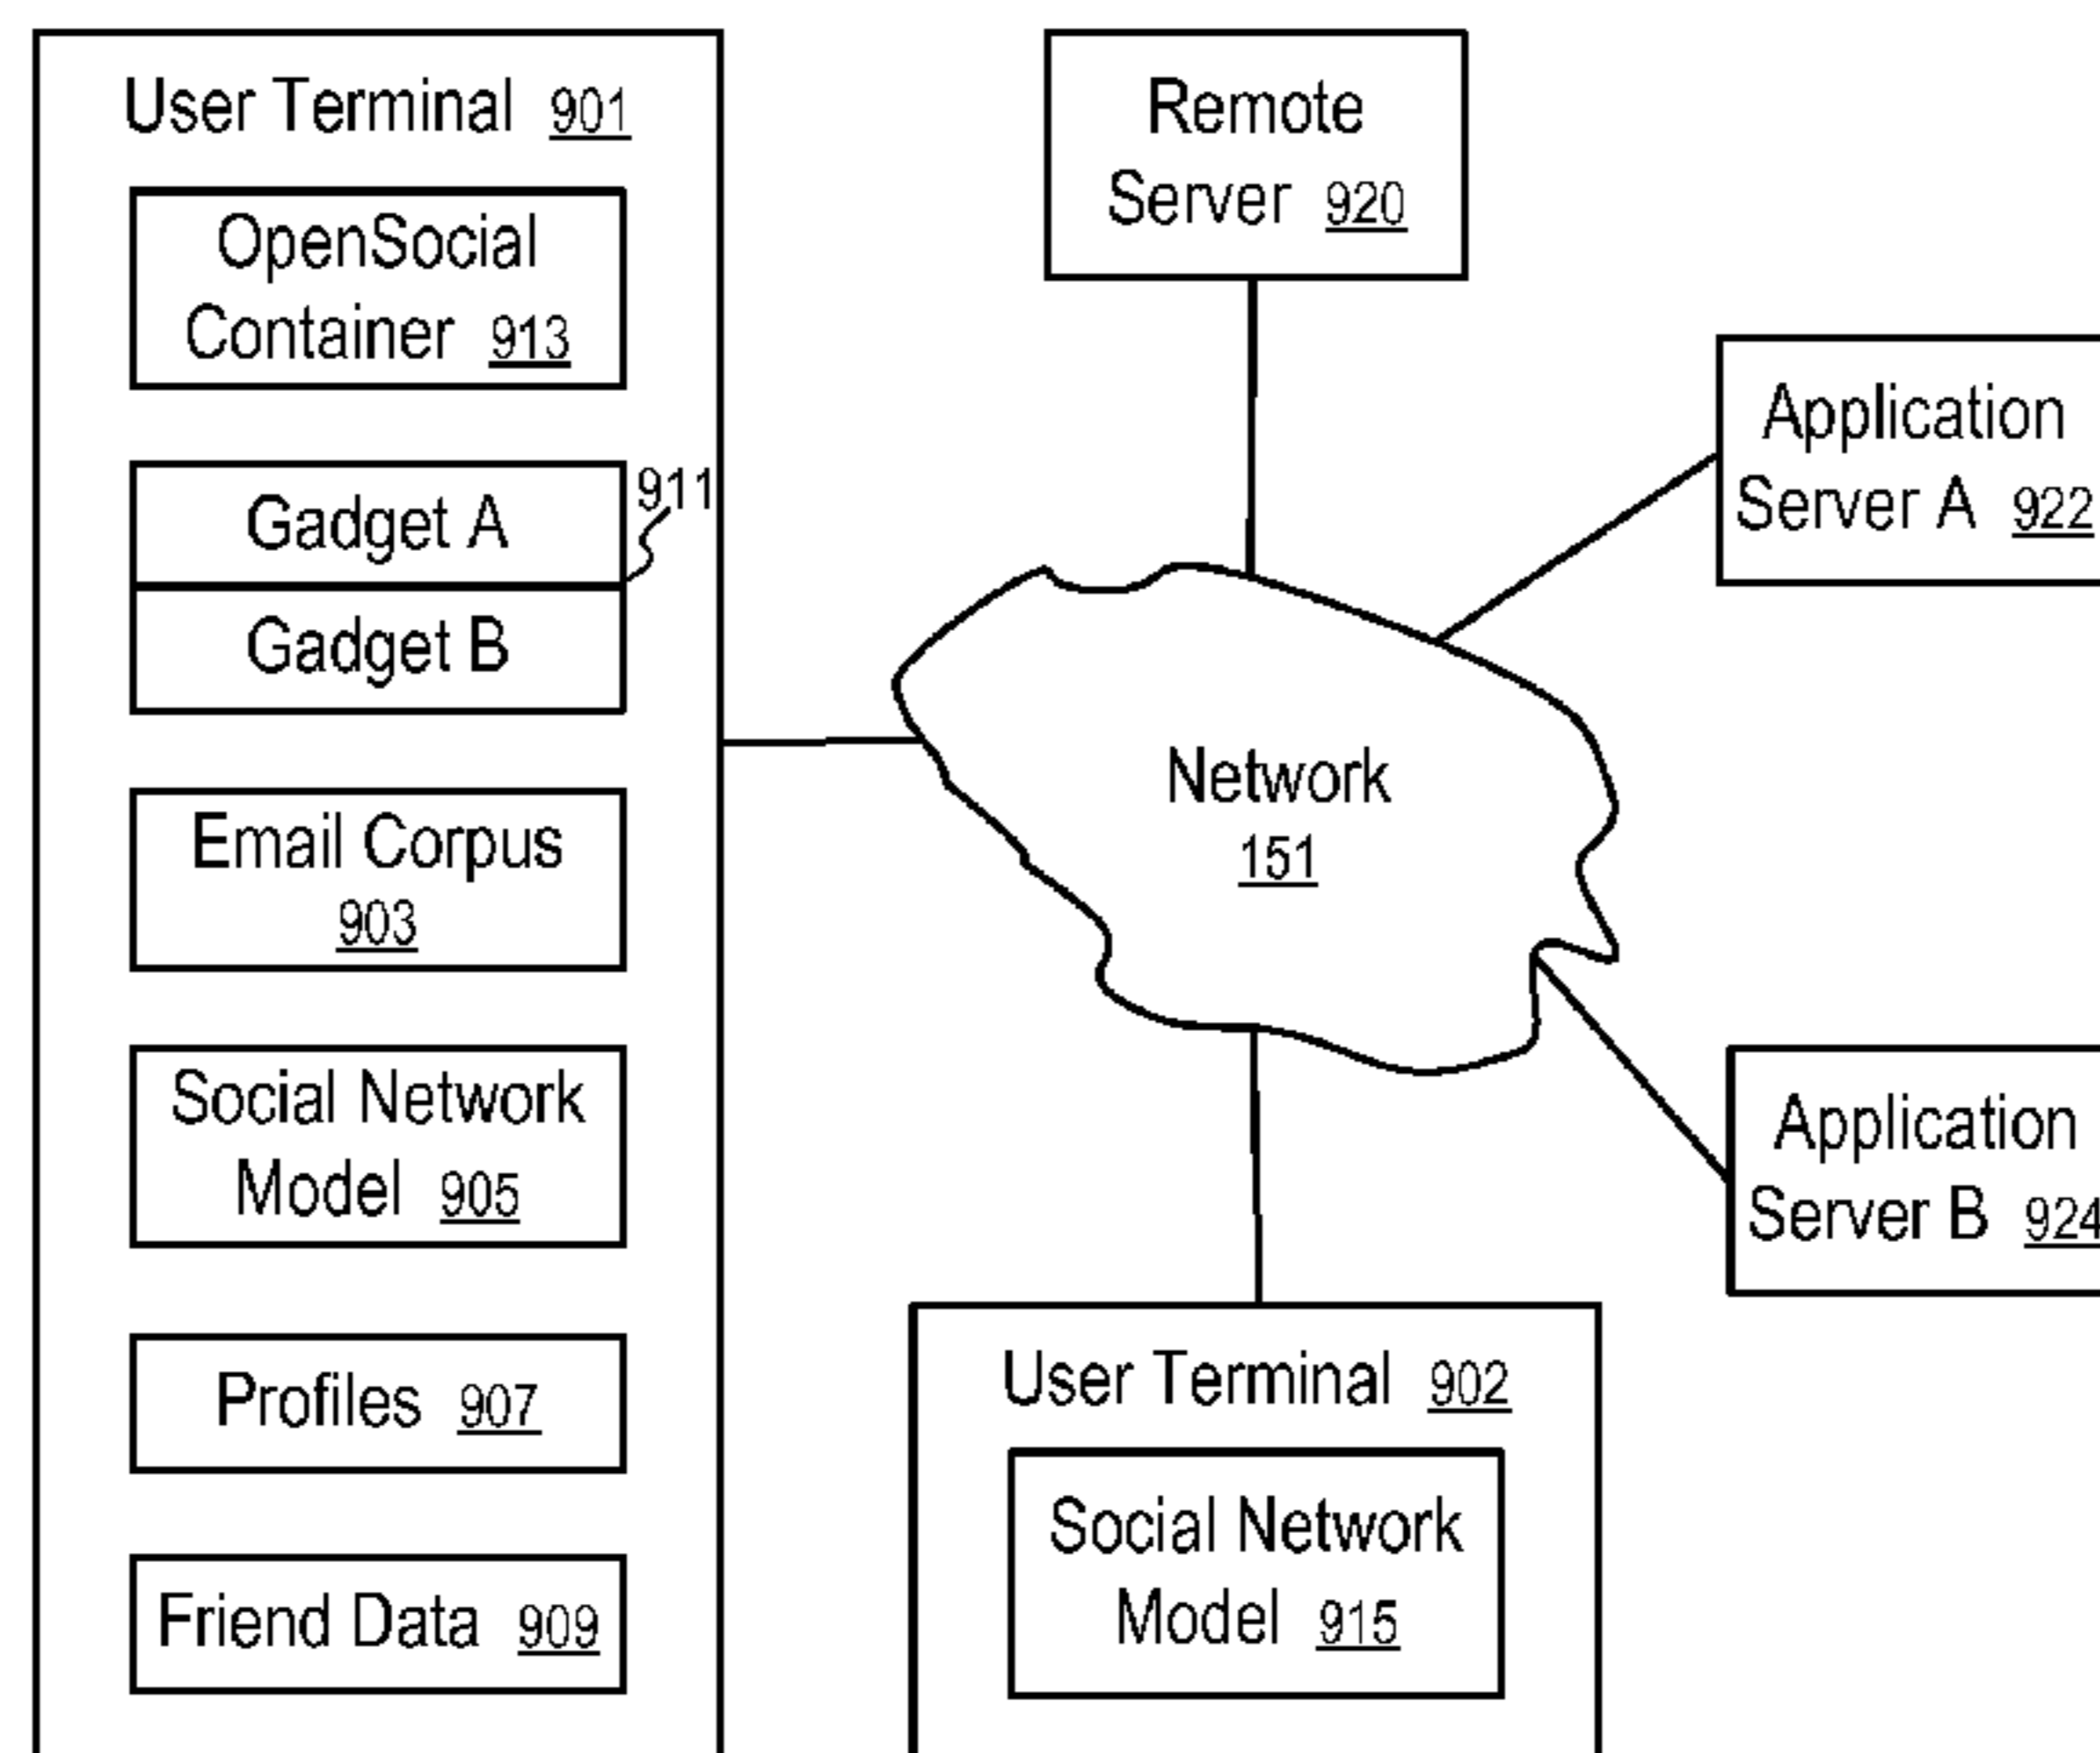 User Terminal 901
OpenSocial
Container 913
Gadget A
911
Gadget B
Email Corpus
903
Social Network
Model 905
Profiles 907
Friend Data 909
Remote
Server 920
Application
Server A 922
Network
151
Application
Server B 924
User Terminal 902
Social Network
Model 915